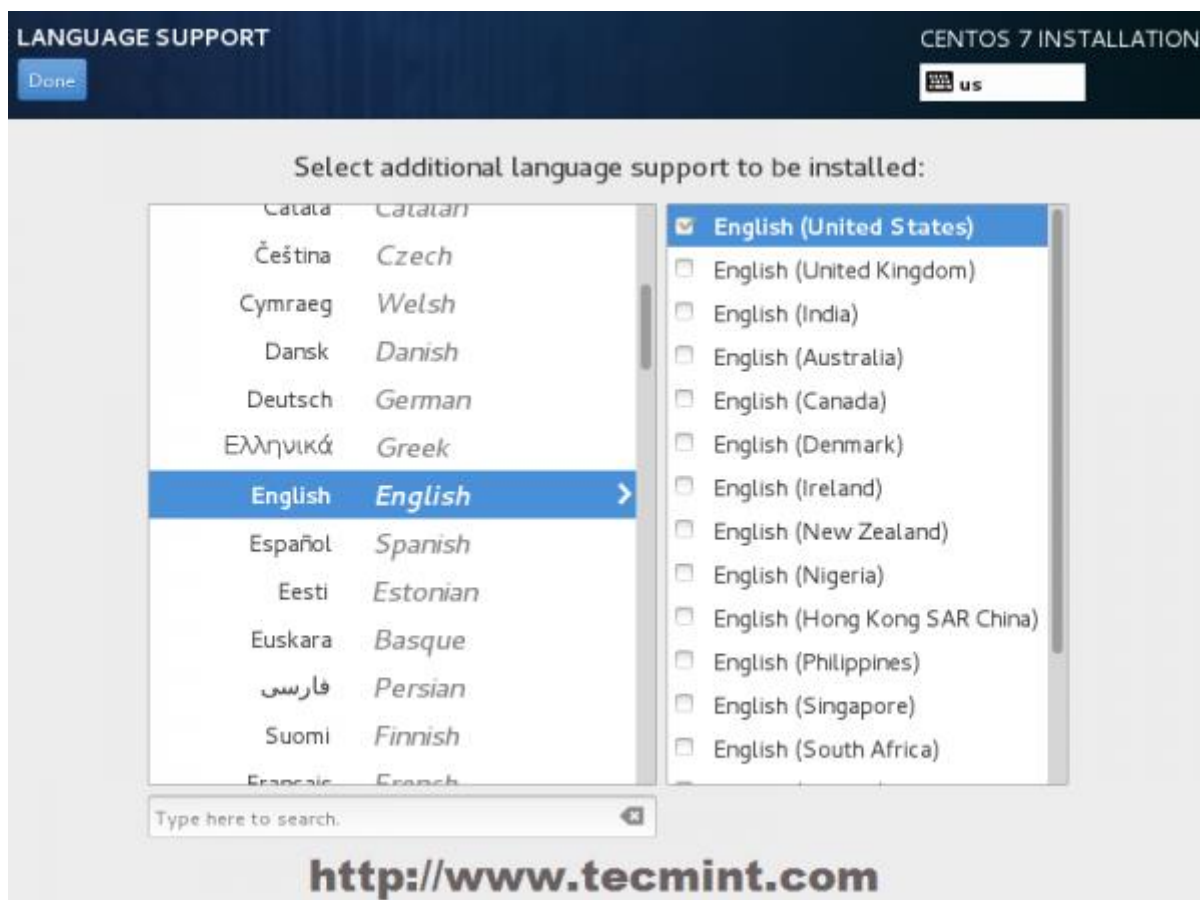 LANGUAGE SUPPORT
CENTOS 7 INSTALLATION
Done
us
Select additional language support to be installed:
Català Catalan
Čeština Czech
Cymraeg Welsh
Dansk Danish
Deutsch German
Ελληνικά Greek
English English
Español Spanish
Eesti Estonian
Euskara Basque
فارسی Persian
Suomi Finnish
Français French
English (United States)
English (United Kingdom)
English (India)
English (Australia)
English (Canada)
English (Denmark)
English (Ireland)
English (New Zealand)
English (Nigeria)
English (Hong Kong SAR China)
English (Philippines)
English (Singapore)
English (South Africa)
Type here to search.
http://www.tecmint.com